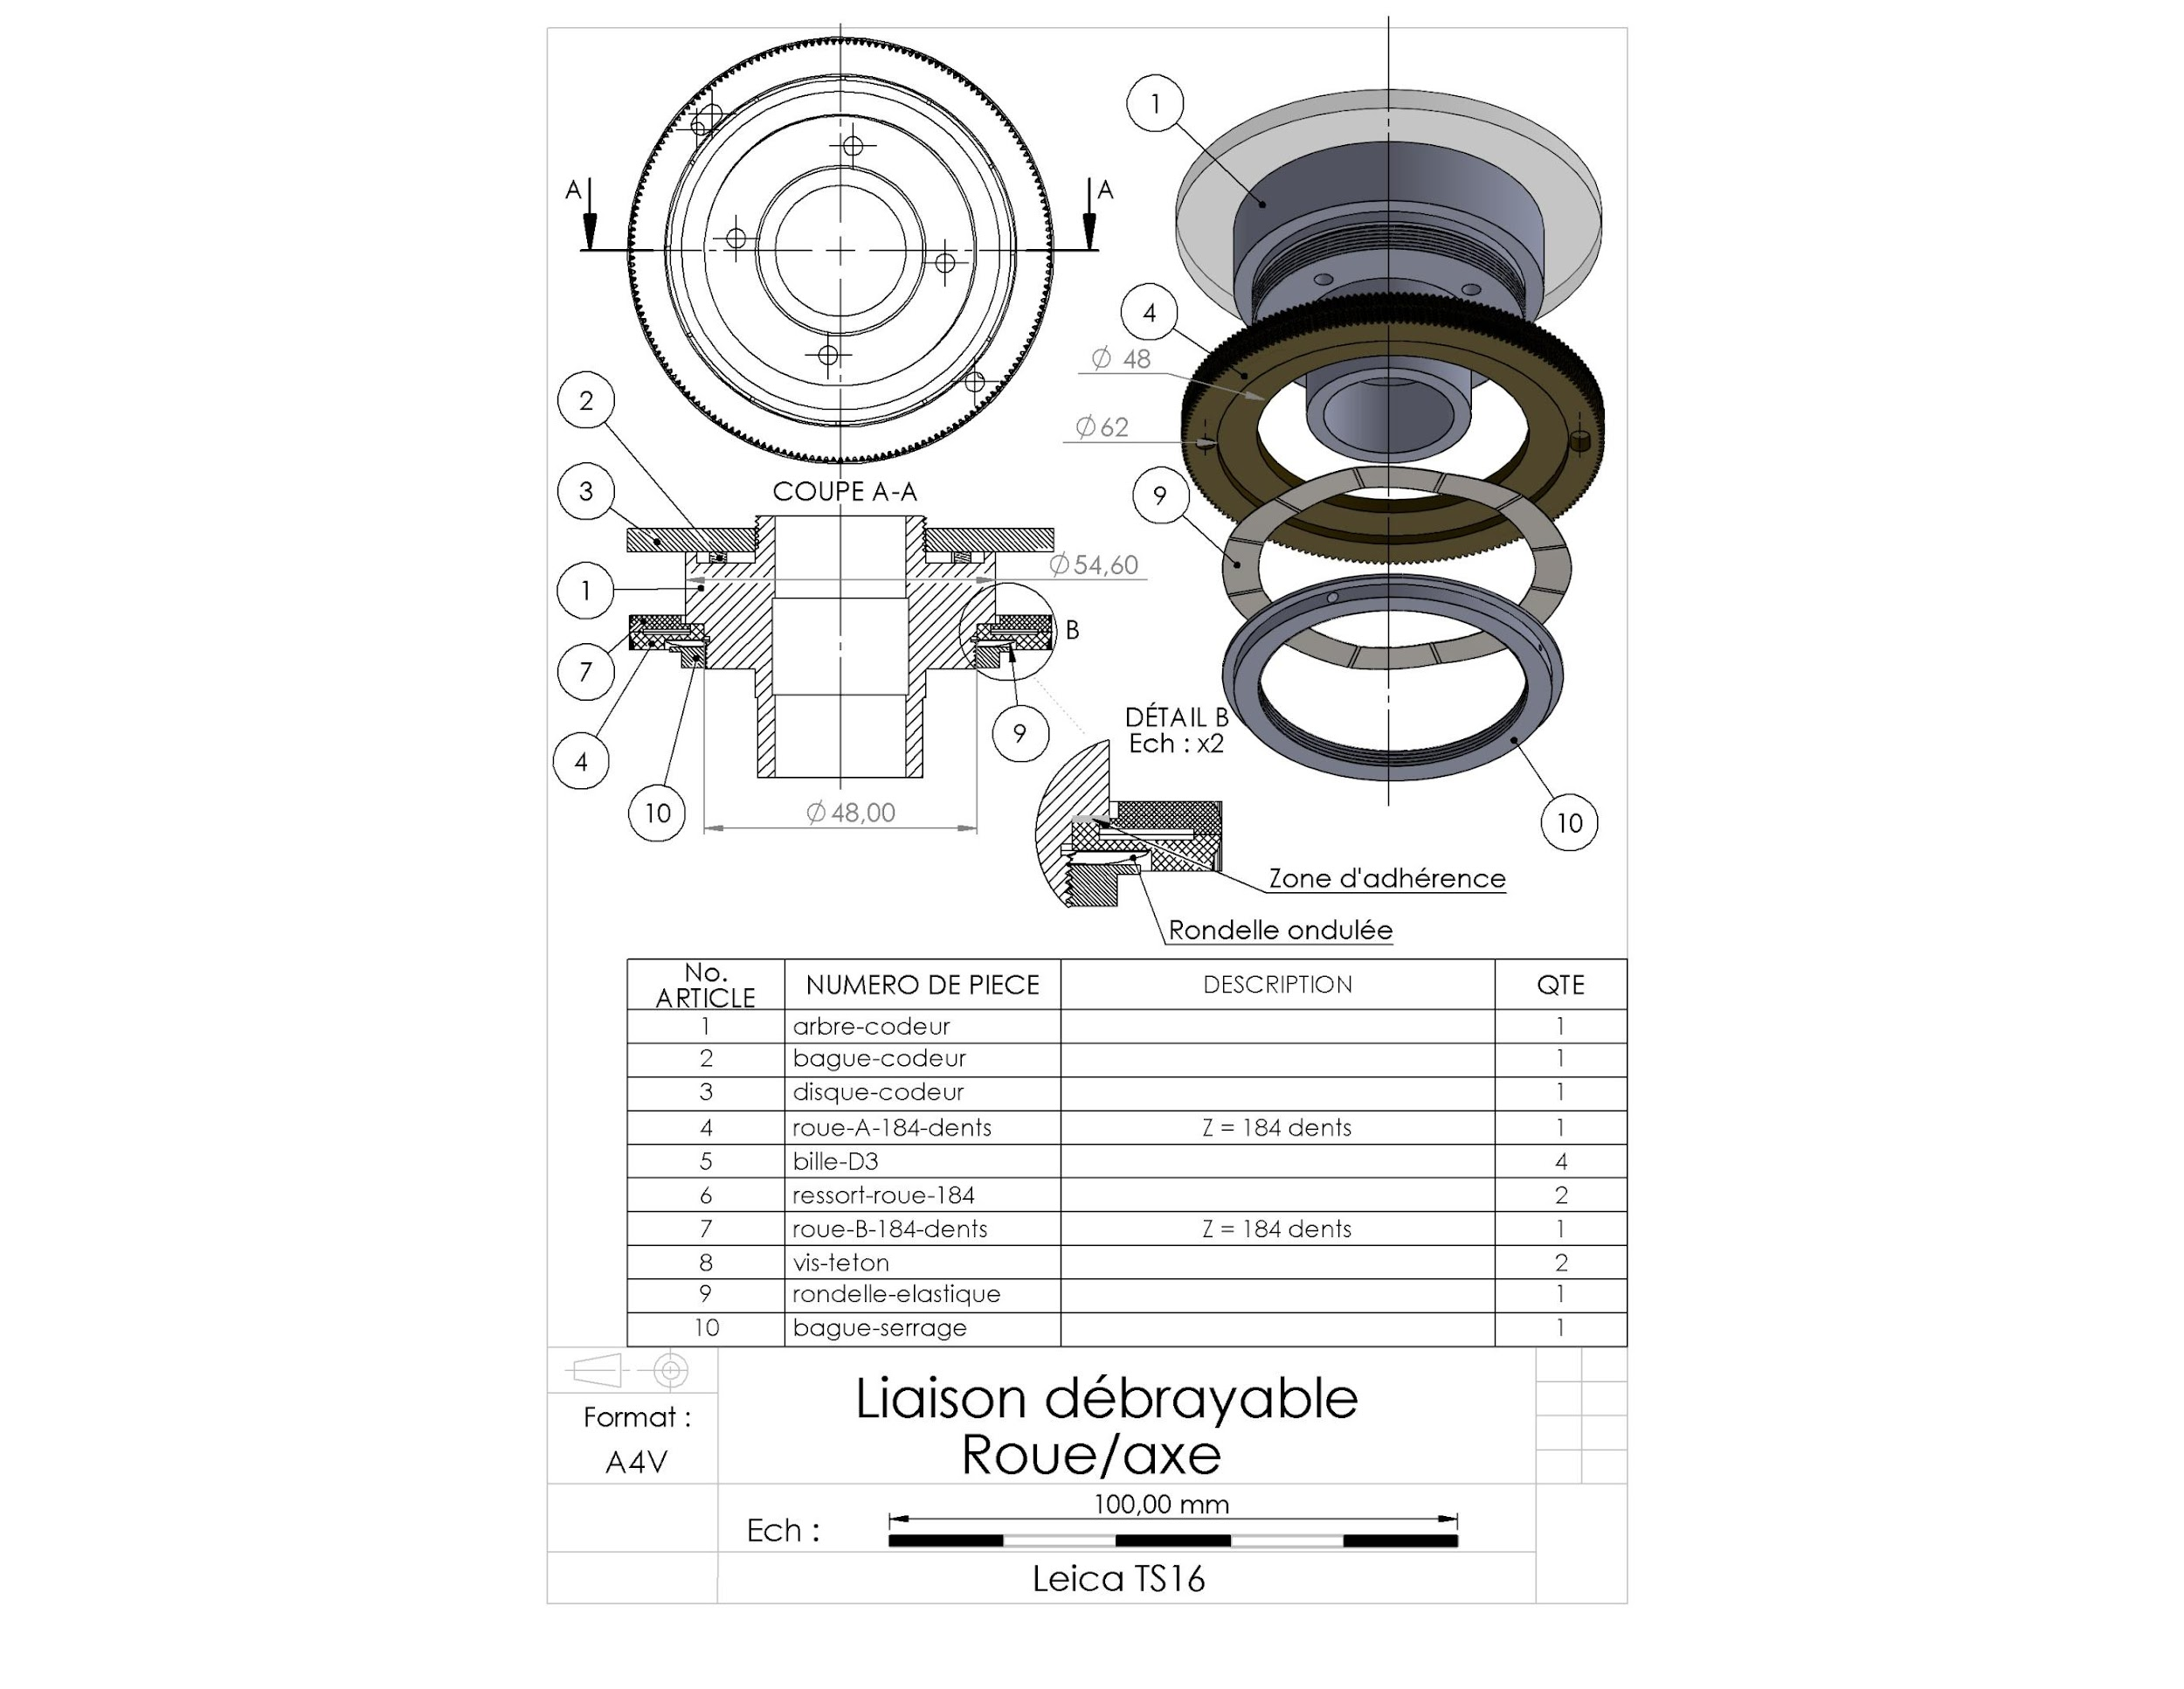 1
A
A
4
Ø 48
2
Ø62
COUPE A-A
3
9
Ø54,60
1
B
7
DÉTAIL B
Ech : x2
9
4
10
Ø48,00
10
Zone d'adhérence
Rondelle ondulée
No. ARTICLE NUMERO DE PIECE DESCRIPTION QTE
1 arbre-codeur 1
2 bague-codeur 1
3 disque-codeur 1
4 roue-A-184-dents Z = 184 dents 1
5 bille-D3 4
6 ressort-roue-184 2
7 roue-B-184-dents Z = 184 dents 1
8 vis-teton 2
9 rondelle-elastique 1
10 bague-serrage 1
Liaison débrayable
Roue/axe
Format :
A4V
100,00 mm
Ech :
Leica TS16